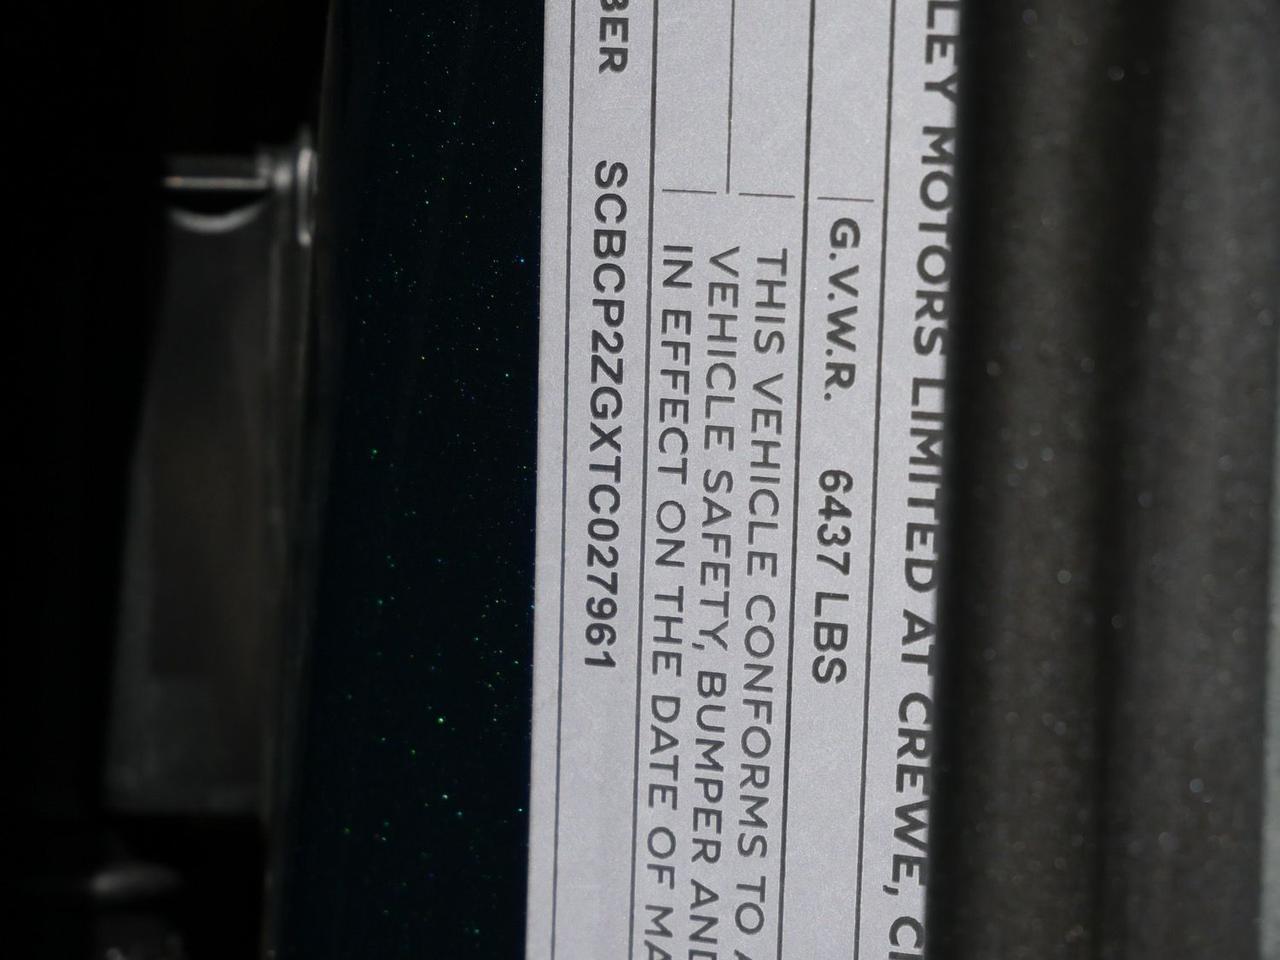 LEY MOTORS LIMITED AT CREWE, C
G.V.W.R. 6437 LBS
THIS VEHICLE CONFORMS TO A
VEHICLE SAFETY, BUMPER AND
IN EFFECT ON THE DATE OF MA
BER SCBCP2ZGXTC027961